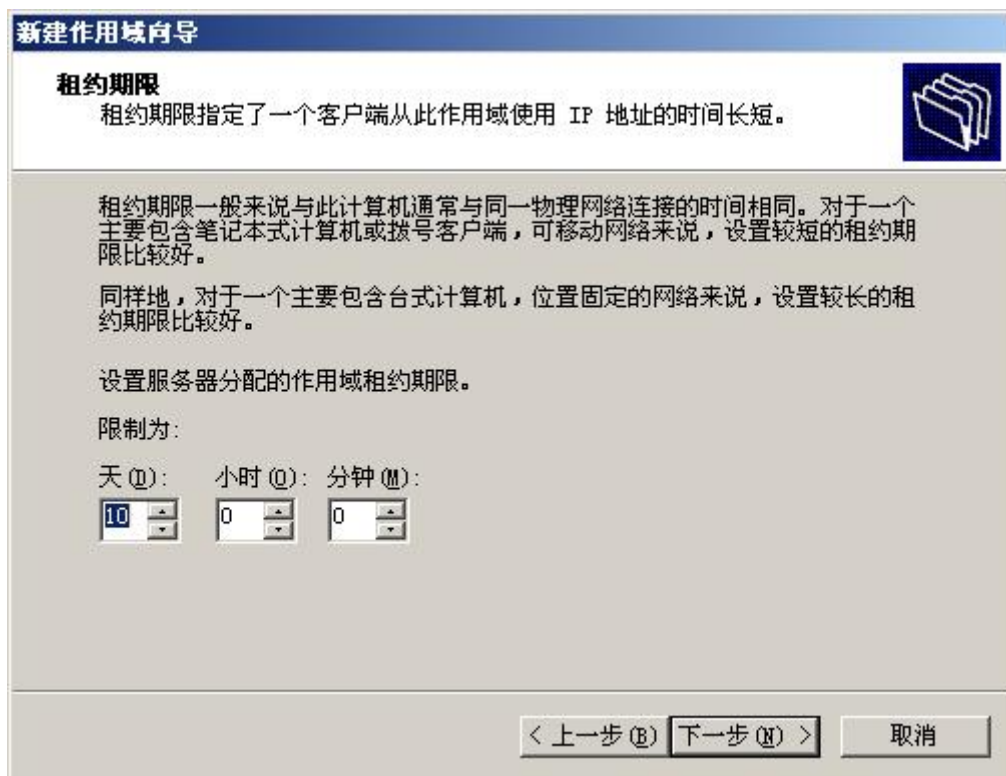 新建作用域向导
租约期限
租约期限指定了一个客户端从此作用域使用 IP 地址的时间长短。
租约期限一般来说与此计算机通常与同一物理网络连接的时间相同。对于一个
主要包含笔记本式计算机或拨号客户端，可移动网络来说，设置较短的租约期
限比较好。
同样地，对于一个主要包含台式计算机，位置固定的网络来说，设置较长的租
约期限比较好。
设置服务器分配的作用域租约期限。
限制为:
天(D): 小时(O): 分钟(M):
10 0 0
< 上一步(B) 下一步(N) > 取消